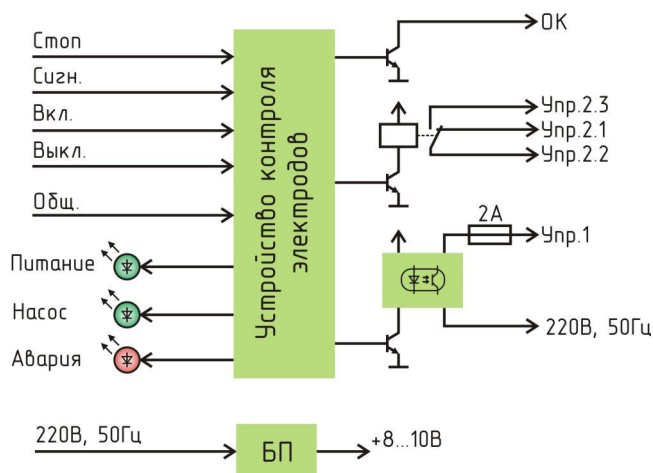 Стоп
Сигн.
Вкл.
Выкл.
Общ.
Питание
Насос
Авария
Устройство контроля
электродов
ОК
Упр.2.3
Упр.2.1
Упр.2.2
2А
Упр.1
220В, 50Гц
220В, 50Гц
БП
+8...10В